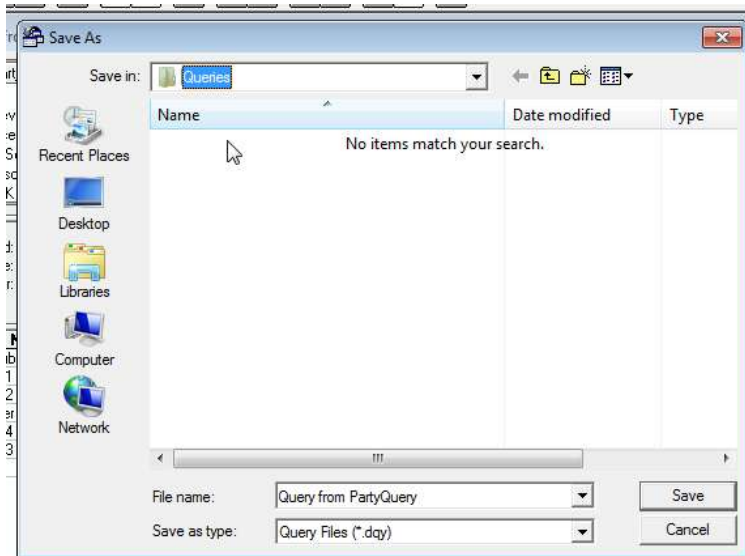 Save As
Save in: Queries
Name Date modified Type
No items match your search.
Recent Places
Desktop
Libraries
Computer
Network
File name: Query from PartyQuery Save
Save as type: Query Files (*.dqy) Cancel